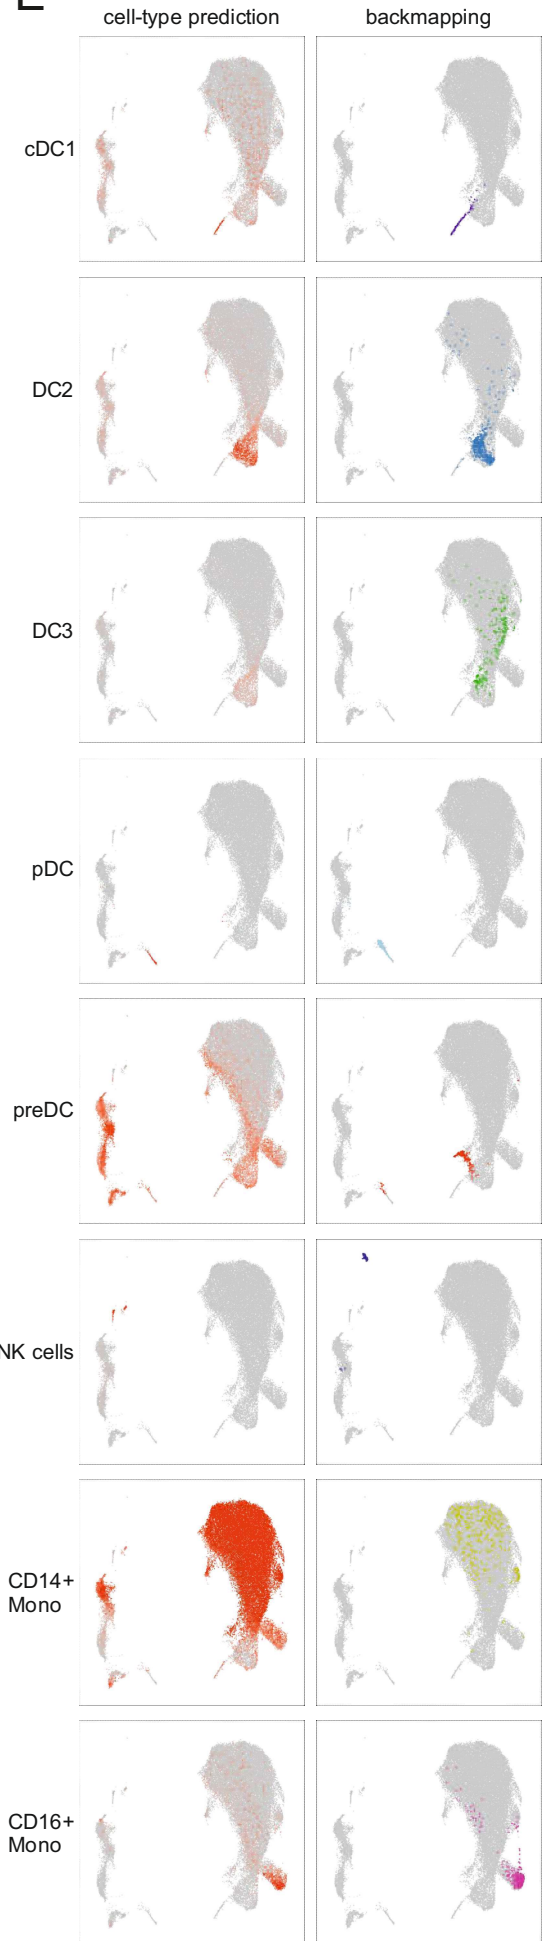 cell-type prediction backmapping
cDC1
DC2
DC3
pDC
preDC
NK cells
CD14+
Mono
CD16+
Mono